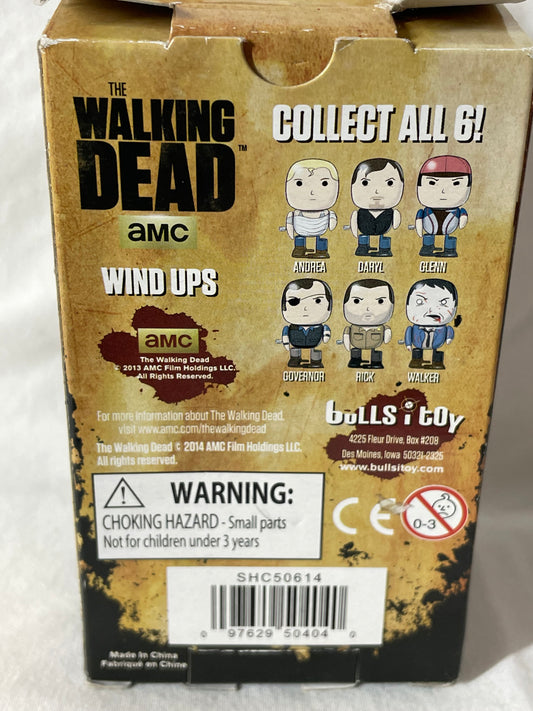 THE
WALKING
DEAD™
amc
WIND UPS
COLLECT ALL 6!
ANDREA DARYL GLENN
GOVERNOR RICK WALKER
amc
The Walking Dead
© 2013 AMC Film Holdings LLC.
All Rights Reserved.
For more information about The Walking Dead,
visit www.amc.com/thewalkingdead
The Walking Dead © 2014 AMC Film Holdings LLC.
All rights reserved.
bulls i toy
4225 Fleur Drive, Box #208
Des Moines, Iowa 50321-2325
www.bullsitoy.com
WARNING:
CHOKING HAZARD - Small parts
Not for children under 3 years
CE
0-3
SHC50614
0 97629 50404 0
Made in China
Fabriqué en Chine